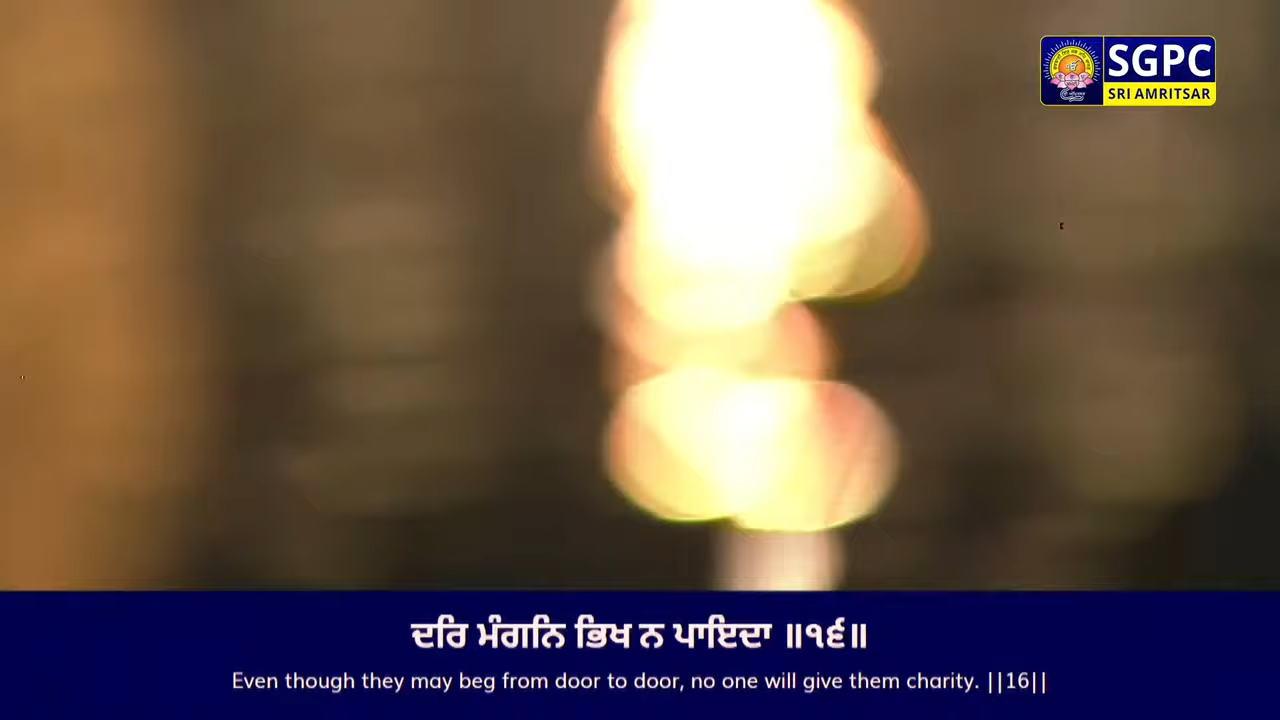 SGPC
SRI AMRITSAR
ਦਰਿ ਮੰਗਨਿ ਭਿਖ ਨ ਪਾਇਦਾ ॥੧੬॥
Even though they may beg from door to door, no one will give them charity. ||16||